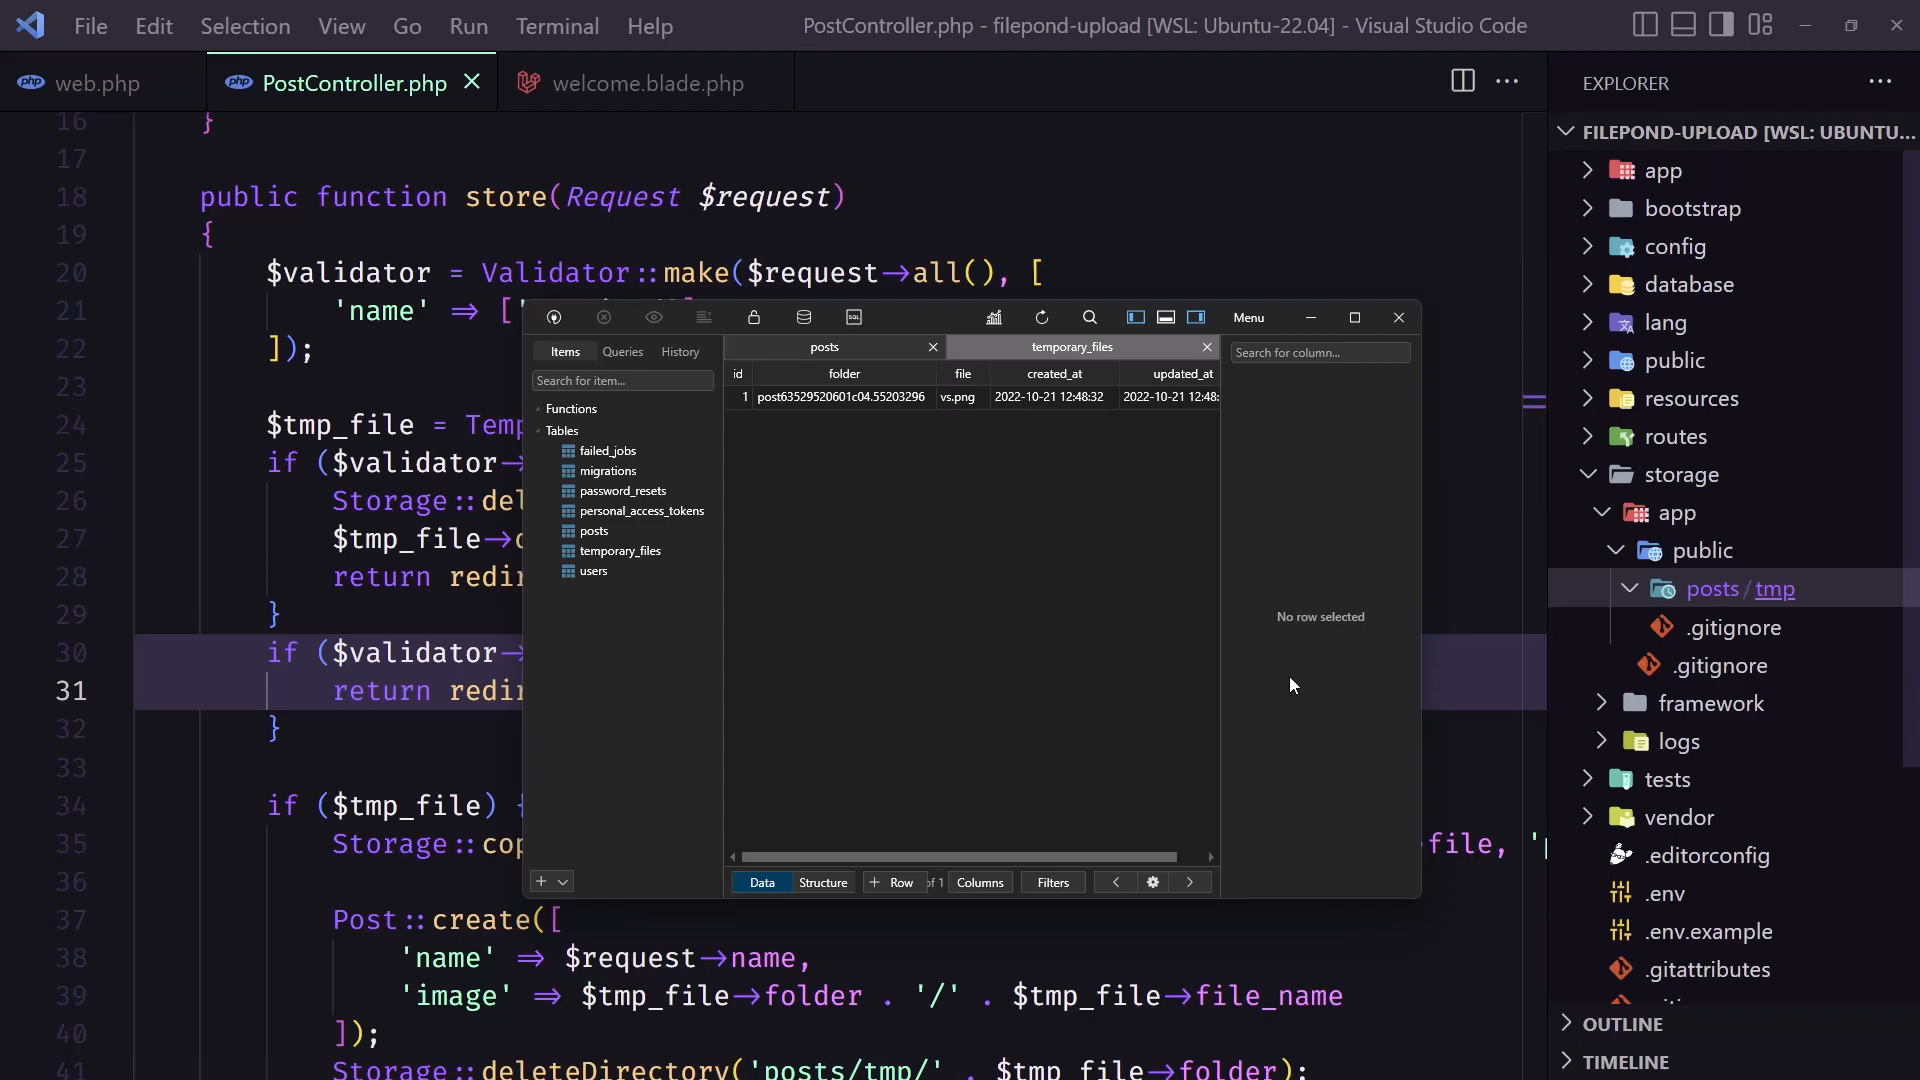 File Edit Selection View Go Run Terminal Help PostController.php - filepond-upload [WSL: Ubuntu-22.04] - Visual Studio Code
web.php PostController.php welcome.blade.php
EXPLORER
FILEPOND-UPLOAD [WSL: UBUNTU...
16 }
17
18 public function store(Request $request)
19 {
20 $validator = Validator::make($request→all(), [
21 'name' ⇒ [
22 ]);
23
24 $tmp_file =
25 if ($validator→
26 Storage::
27 $tmp_file→
28 return
29 }
30 if ($validator→
31 return
32 }
33
34 if ($tmp_file) {
35 Storage:: file, '
36
37 Post::create([
38 'name' ⇒ $request→name,
39 'image' ⇒ $tmp_file→folder . '/' . $tmp_file→file_name
40 ]);
41 Storage::deleteDirectory('posts/tmp/' . $tmp_file→folder);
SQL
Menu
Items Queries History
Search for item...
Functions
Tables
failed_jobs
migrations
password_resets
personal_access_tokens
posts
temporary_files
users
posts temporary_files
id folder file created_at updated_at
1 post63529520601c04.55203296 vs.png 2022-10-21 12:48:32 2022-10-21 12:48:
Search for column...
No row selected
Data Structure + Row of 1 Columns Filters
app
bootstrap
config
database
lang
public
resources
routes
storage
app
public
posts / tmp
.gitignore
.gitignore
framework
logs
tests
vendor
.editorconfig
.env
.env.example
.gitattributes
OUTLINE
TIMELINE